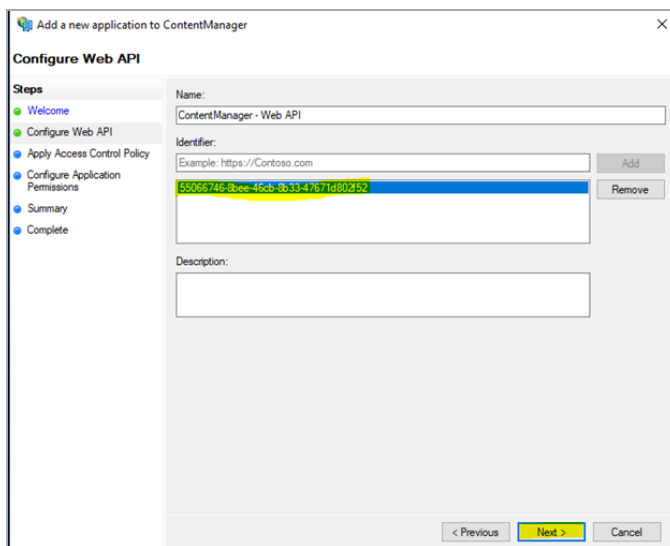 Add a new application to ContentManager
Configure Web API
Steps
Welcome
Configure Web API
Apply Access Control Policy
Configure Application
Permissions
Summary
Complete
Name:
ContentManager - Web API
Identifier:
Example: https://Contoso.com
Add
55066746-8bee-46cb-8b33-47671d802f52
Remove
Description:
< Previous
Next >
Cancel